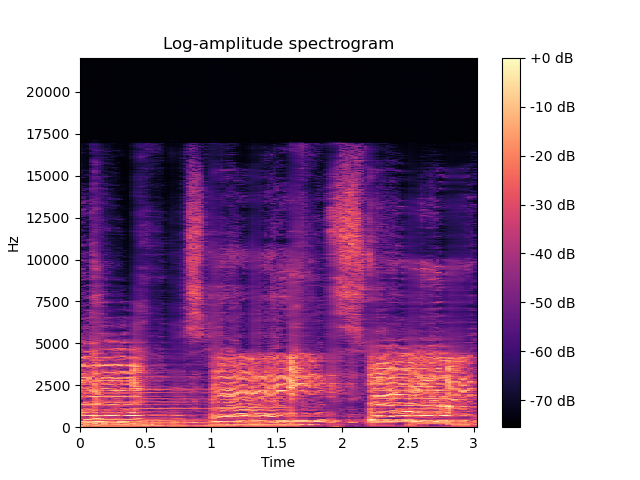 Log-amplitude spectrogram
Hz
20000
17500
15000
12500
10000
7500
5000
2500
0
0 0.5 1 1.5 2 2.5 3
Time
+0 dB
-10 dB
-20 dB
-30 dB
-40 dB
-50 dB
-60 dB
-70 dB